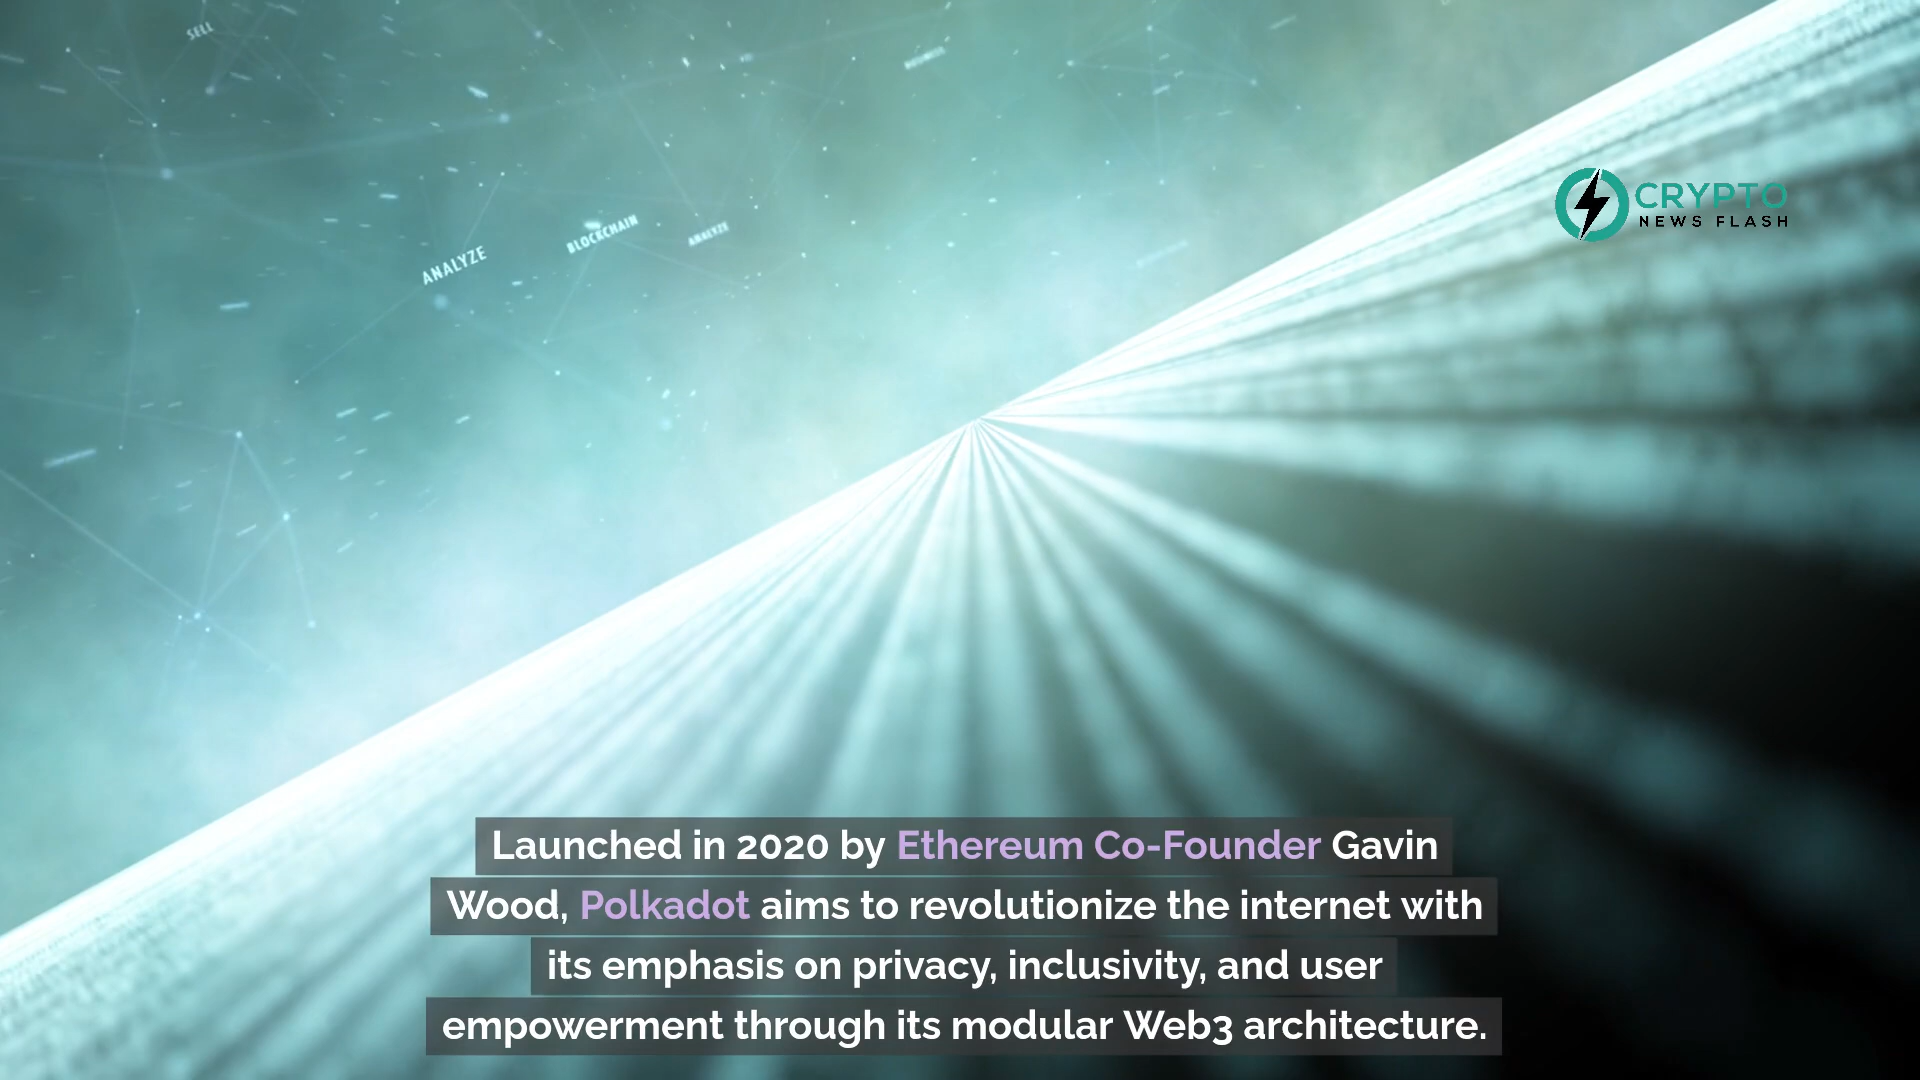 SELL
ANALYZE
BLOCKCHAIN
ANALYZE
CRYPTO
NEWS FLASH
Launched in 2020 by Ethereum Co-Founder Gavin
Wood, Polkadot aims to revolutionize the internet with
its emphasis on privacy, inclusivity, and user
empowerment through its modular Web3 architecture.